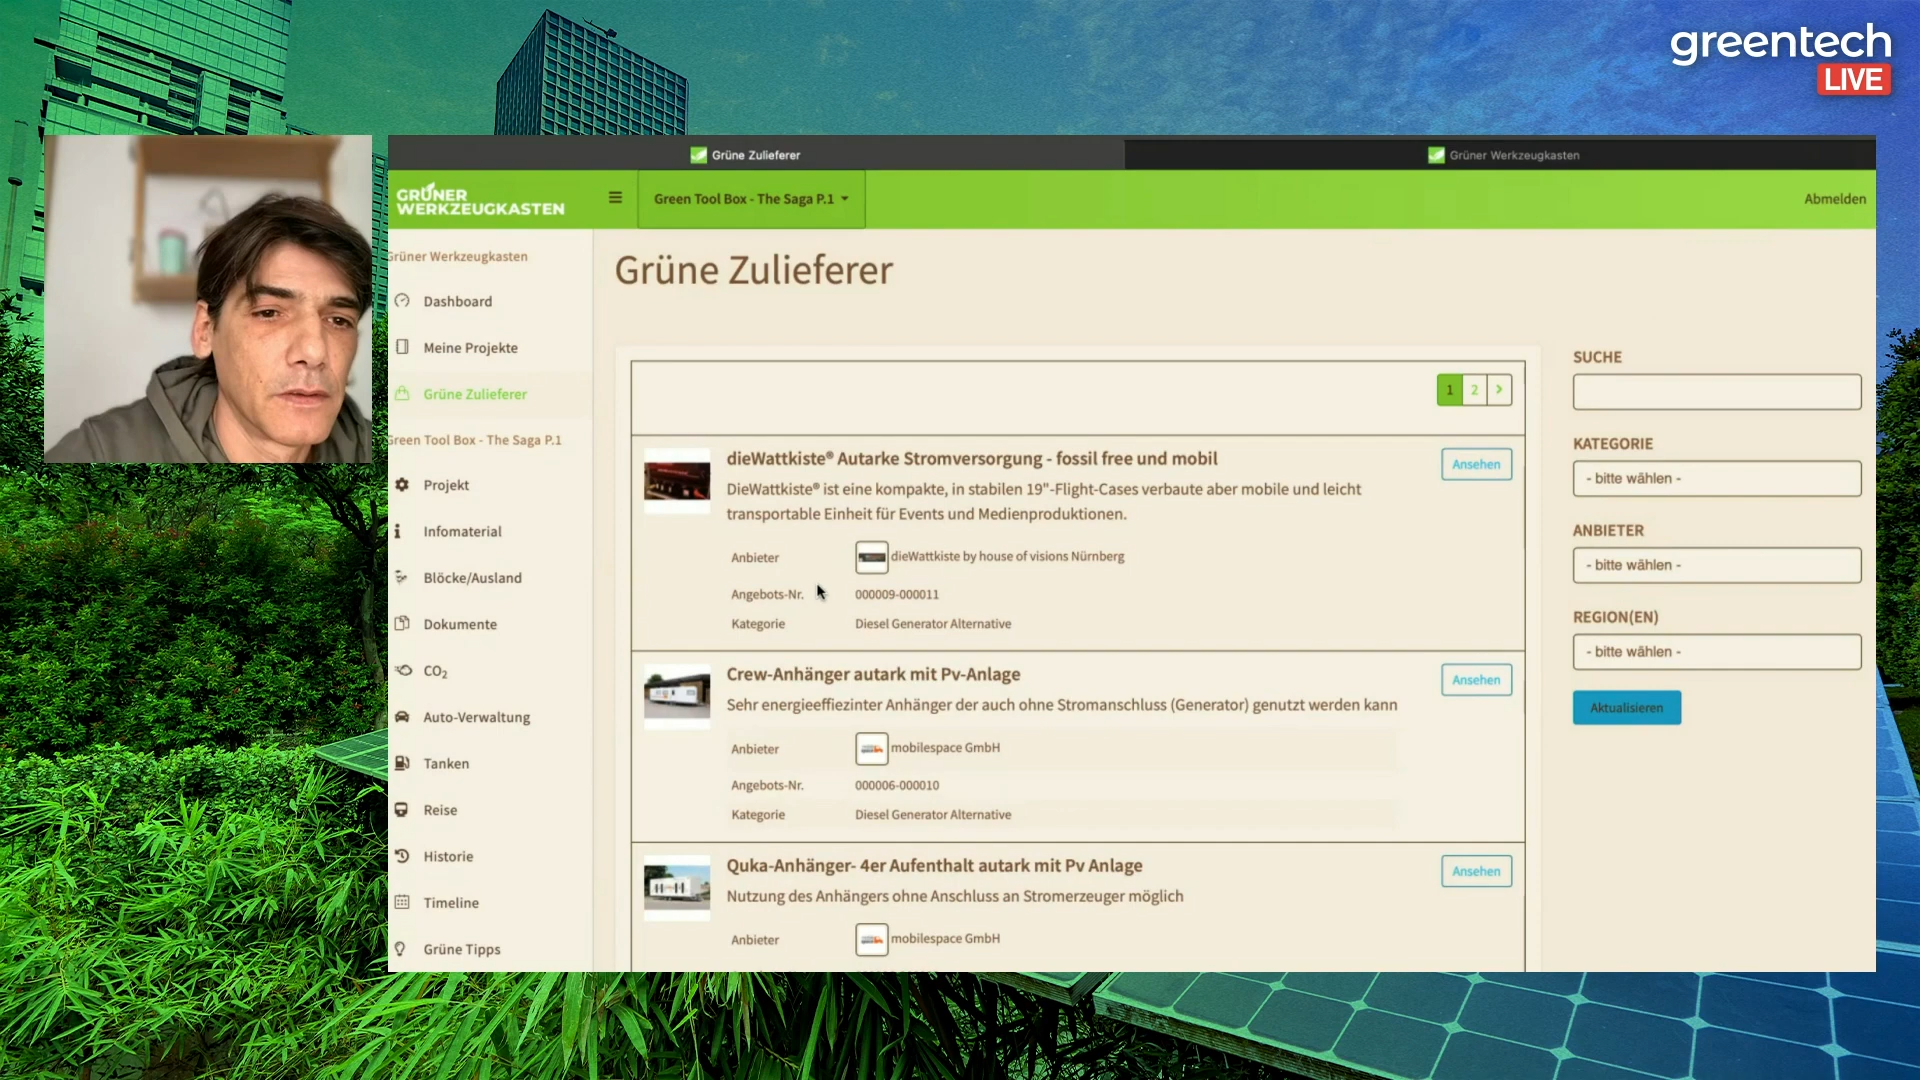 greentech
LIVE
Grüne Zulieferer
Grüner Werkzeugkasten
GRÜNER
WERKZEUGKASTEN
Green Tool Box - The Saga P.1
Abmelden
Grüner Werkzeugkasten
Dashboard
Meine Projekte
Grüne Zulieferer
Green Tool Box - The Saga P.1
Projekt
Infomaterial
Blöcke/Ausland
Dokumente
CO₂
Auto-Verwaltung
Tanken
Reise
Historie
Timeline
Grüne Tipps
Grüne Zulieferer
1 2
dieWattkiste® Autarke Stromversorgung - fossil free und mobil
Ansehen
DieWattkiste® ist eine kompakte, in stabilen 19"-Flight-Cases verbaute aber mobile und leicht
transportable Einheit für Events und Medienproduktionen.
Anbieter dieWattkiste by house of visions Nürnberg
Angebots-Nr. 000009-000011
Kategorie Diesel Generator Alternative
Crew-Anhänger autark mit Pv-Anlage
Ansehen
Sehr energieeffiezinter Anhänger der auch ohne Stromanschluss (Generator) genutzt werden kann
Anbieter mobilespace GmbH
Angebots-Nr. 000006-000010
Kategorie Diesel Generator Alternative
Quka-Anhänger- 4er Aufenthalt autark mit Pv Anlage
Ansehen
Nutzung des Anhängers ohne Anschluss an Stromerzeuger möglich
Anbieter mobilespace GmbH
SUCHE
KATEGORIE
- bitte wählen -
ANBIETER
- bitte wählen -
REGION(EN)
- bitte wählen -
Aktualisieren